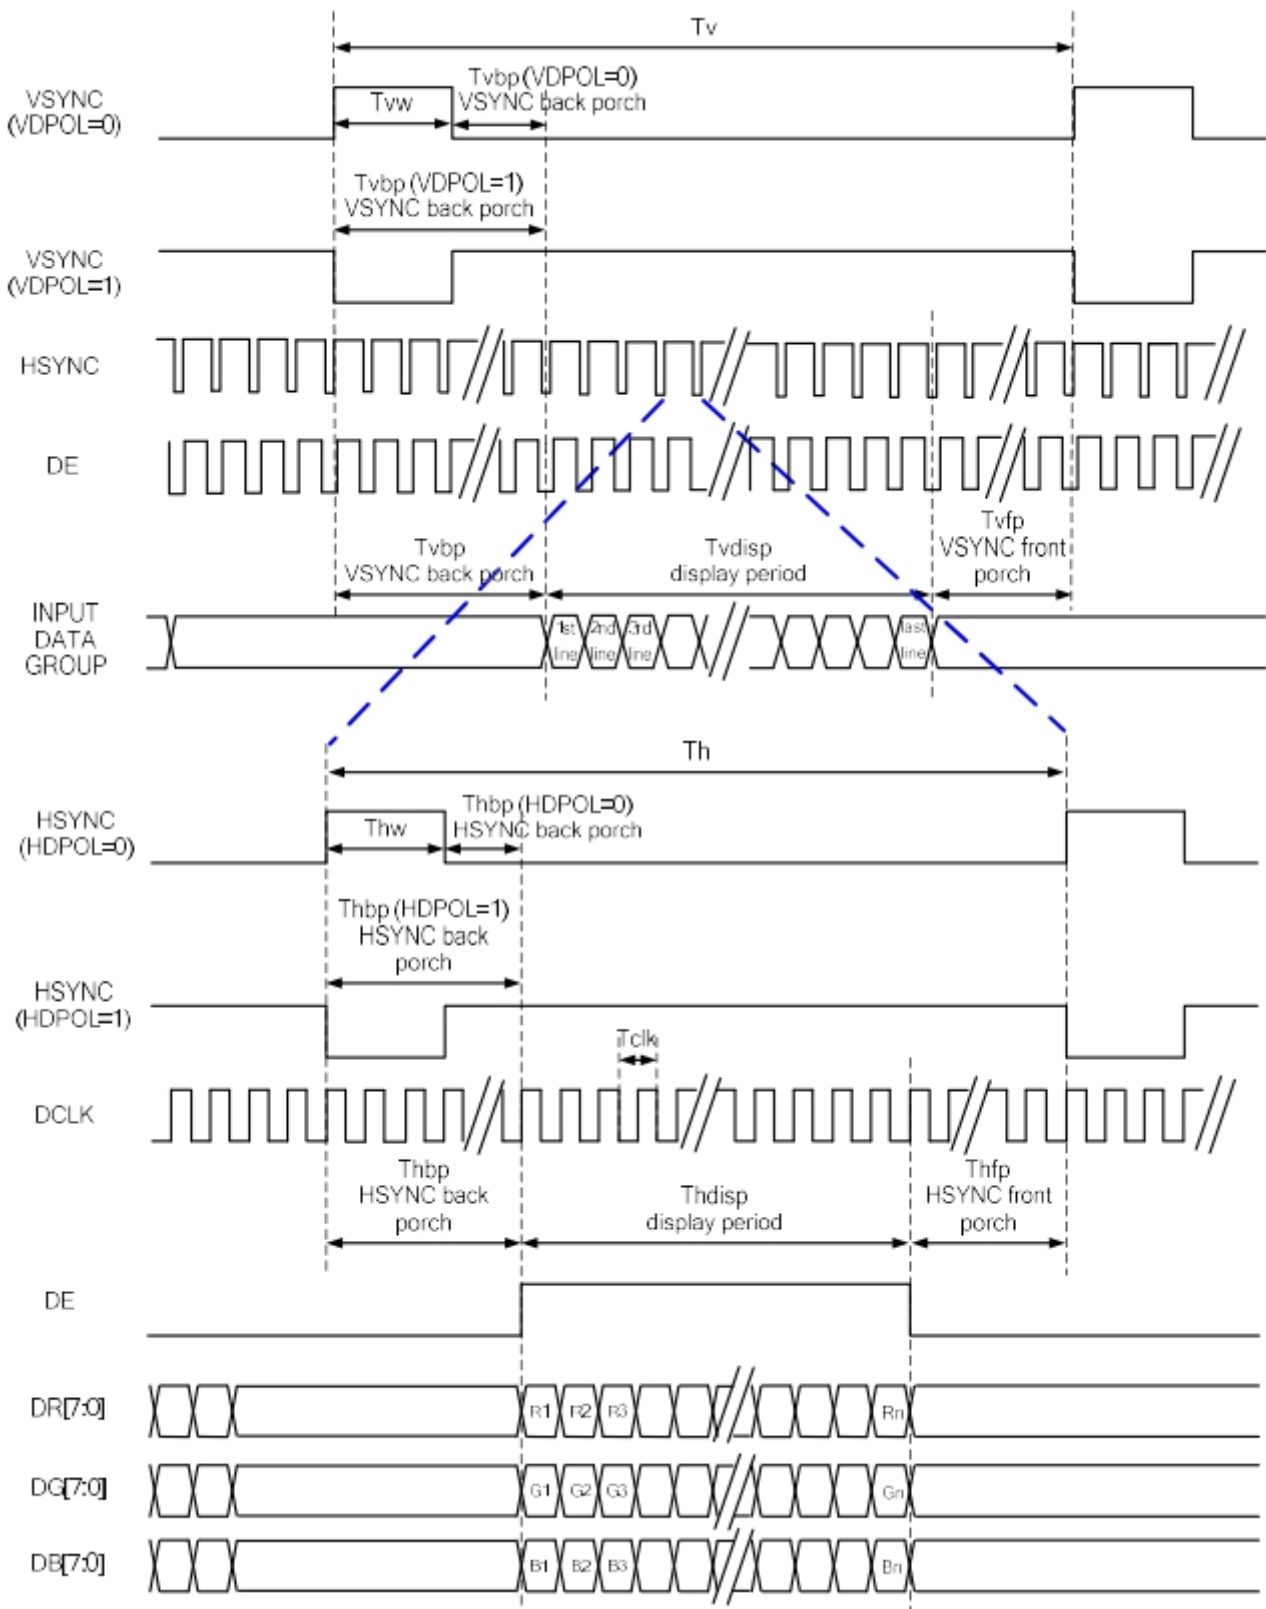 Tv
Tvbp (VDPOL=0)
VSYNC back porch
Tvw
VSYNC
(VDPOL=0)
Tvbp (VDPOL=1)
VSYNC back porch
VSYNC
(VDPOL=1)
HSYNC
DE
Tvbp
VSYNC back porch
Tvdisp
display period
Tvfp
VSYNC front
porch
INPUT
DATA
GROUP
1st
line
2nd
line
3rd
line
last
line
Th
Thbp (HDPOL=0)
HSYNC back porch
Thw
HSYNC
(HDPOL=0)
Thbp (HDPOL=1)
HSYNC back
porch
HSYNC
(HDPOL=1)
Tclk
DCLK
Thbp
HSYNC back
porch
Thdisp
display period
Thfp
HSYNC front
porch
DE
DR[7:0] R1 R2 R3 Rn
DG[7:0] G1 G2 G3 Gn
DB[7:0] B1 B2 B3 Bn